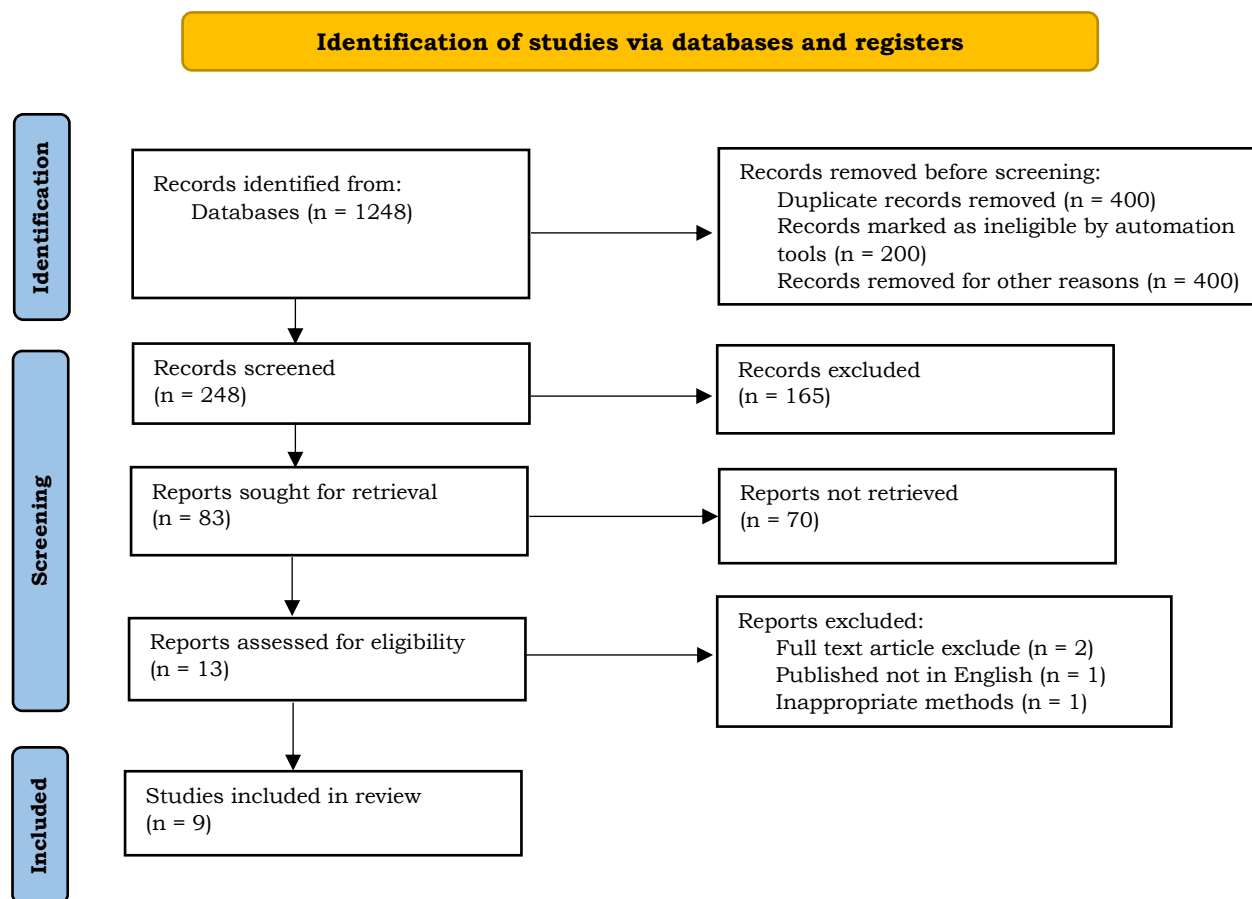 Identification of studies via databases and registers
Identification
Records identified from:
Databases (n = 1248)
Records removed before screening:
Duplicate records removed (n = 400)
Records marked as ineligible by automation
tools (n = 200)
Records removed for other reasons (n = 400)
Screening
Records screened
(n = 248)
Records excluded
(n = 165)
Reports sought for retrieval
(n = 83)
Reports not retrieved
(n = 70)
Reports assessed for eligibility
(n = 13)
Reports excluded:
Full text article exclude (n = 2)
Published not in English (n = 1)
Inappropriate methods (n = 1)
Included
Studies included in review
(n = 9)